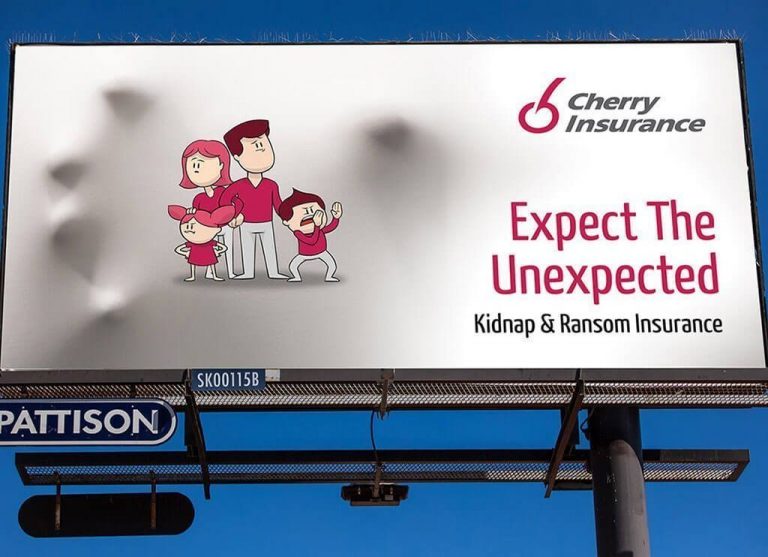 Cherry
Insurance
Expect The
Unexpected
Kidnap & Ransom Insurance
SK00115B
PATTISON